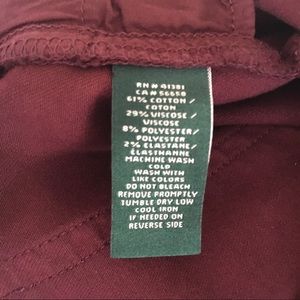 RN# 41381
CA# 56658
61% COTTON /
COTON
29% VISCOSE /
VISCOSE
8% POLYESTER/
POLYESTER
2% ELASTANE/
ÉLASTHANNE
MACHINE WASH
COLD
WASH WITH
LIKE COLORS
DO NOT BLEACH
REMOVE PROMPTLY
TUMBLE DRY LOW
COOL IRON
IF NEEDED ON
REVERSE SIDE